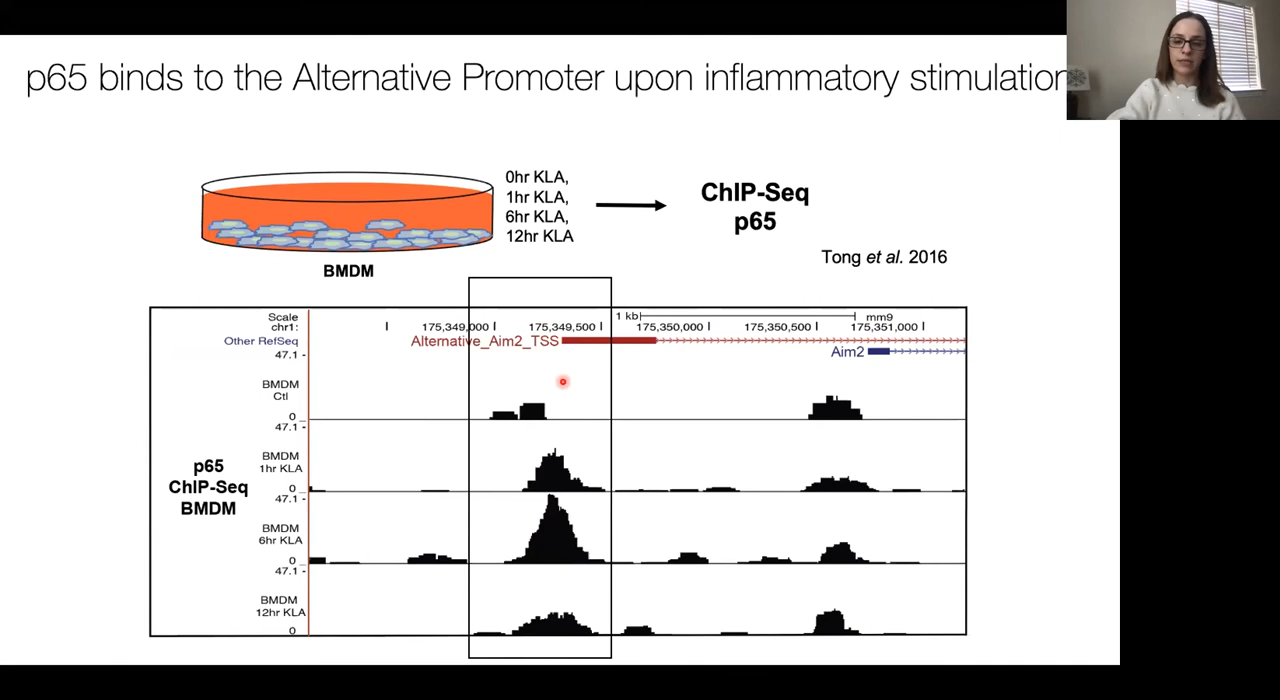 p65 binds to the Alternative Promoter upon inflammatory stimulation
0hr KLA,
1hr KLA,
6hr KLA,
12hr KLA
ChIP-Seq
p65
BMDM
Tong et al. 2016
Scale
1 kb
mm9
chr1:
175,349,000
175,349,500
175,350,000
175,350,500
175,351,000
Other RefSeq
Alternative_Aim2_TSS
Aim2
47.1
BMDM
Ctl
0
47.1
p65
ChIP-Seq
BMDM
BMDM
1hr KLA
0
47.1
BMDM
6hr KLA
0
47.1
BMDM
12hr KLA
0